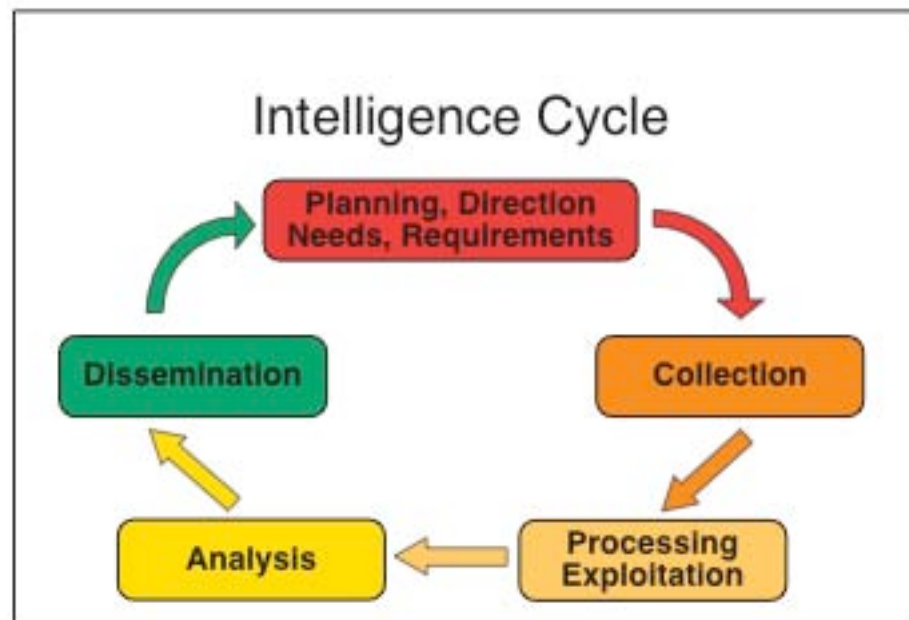 Intelligence Cycle
Planning, Direction
Needs, Requirements
Collection
Processing
Exploitation
Analysis
Dissemination